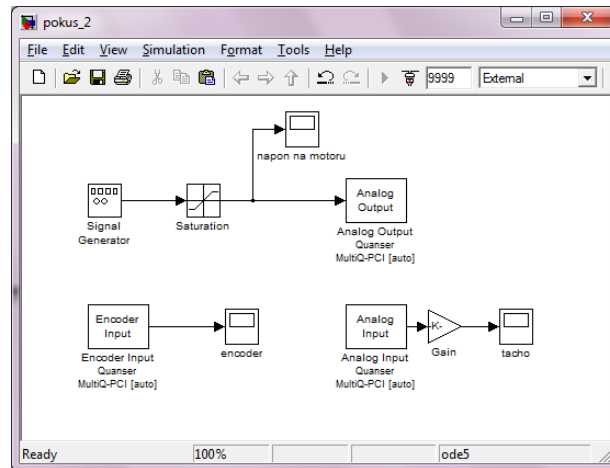 pokus_2
File Edit View Simulation Format Tools Help
9999 External
napon na motoru
Signal
Generator
Saturation
Analog
Output
Analog Output
Quanser
MultiQ-PCI [auto]
Encoder
Input
Encoder Input
Quanser
MultiQ-PCI [auto]
encoder
Analog
Input
Analog Input
Quanser
MultiQ-PCI [auto]
-K-
Gain
tacho
Ready 100% ode5